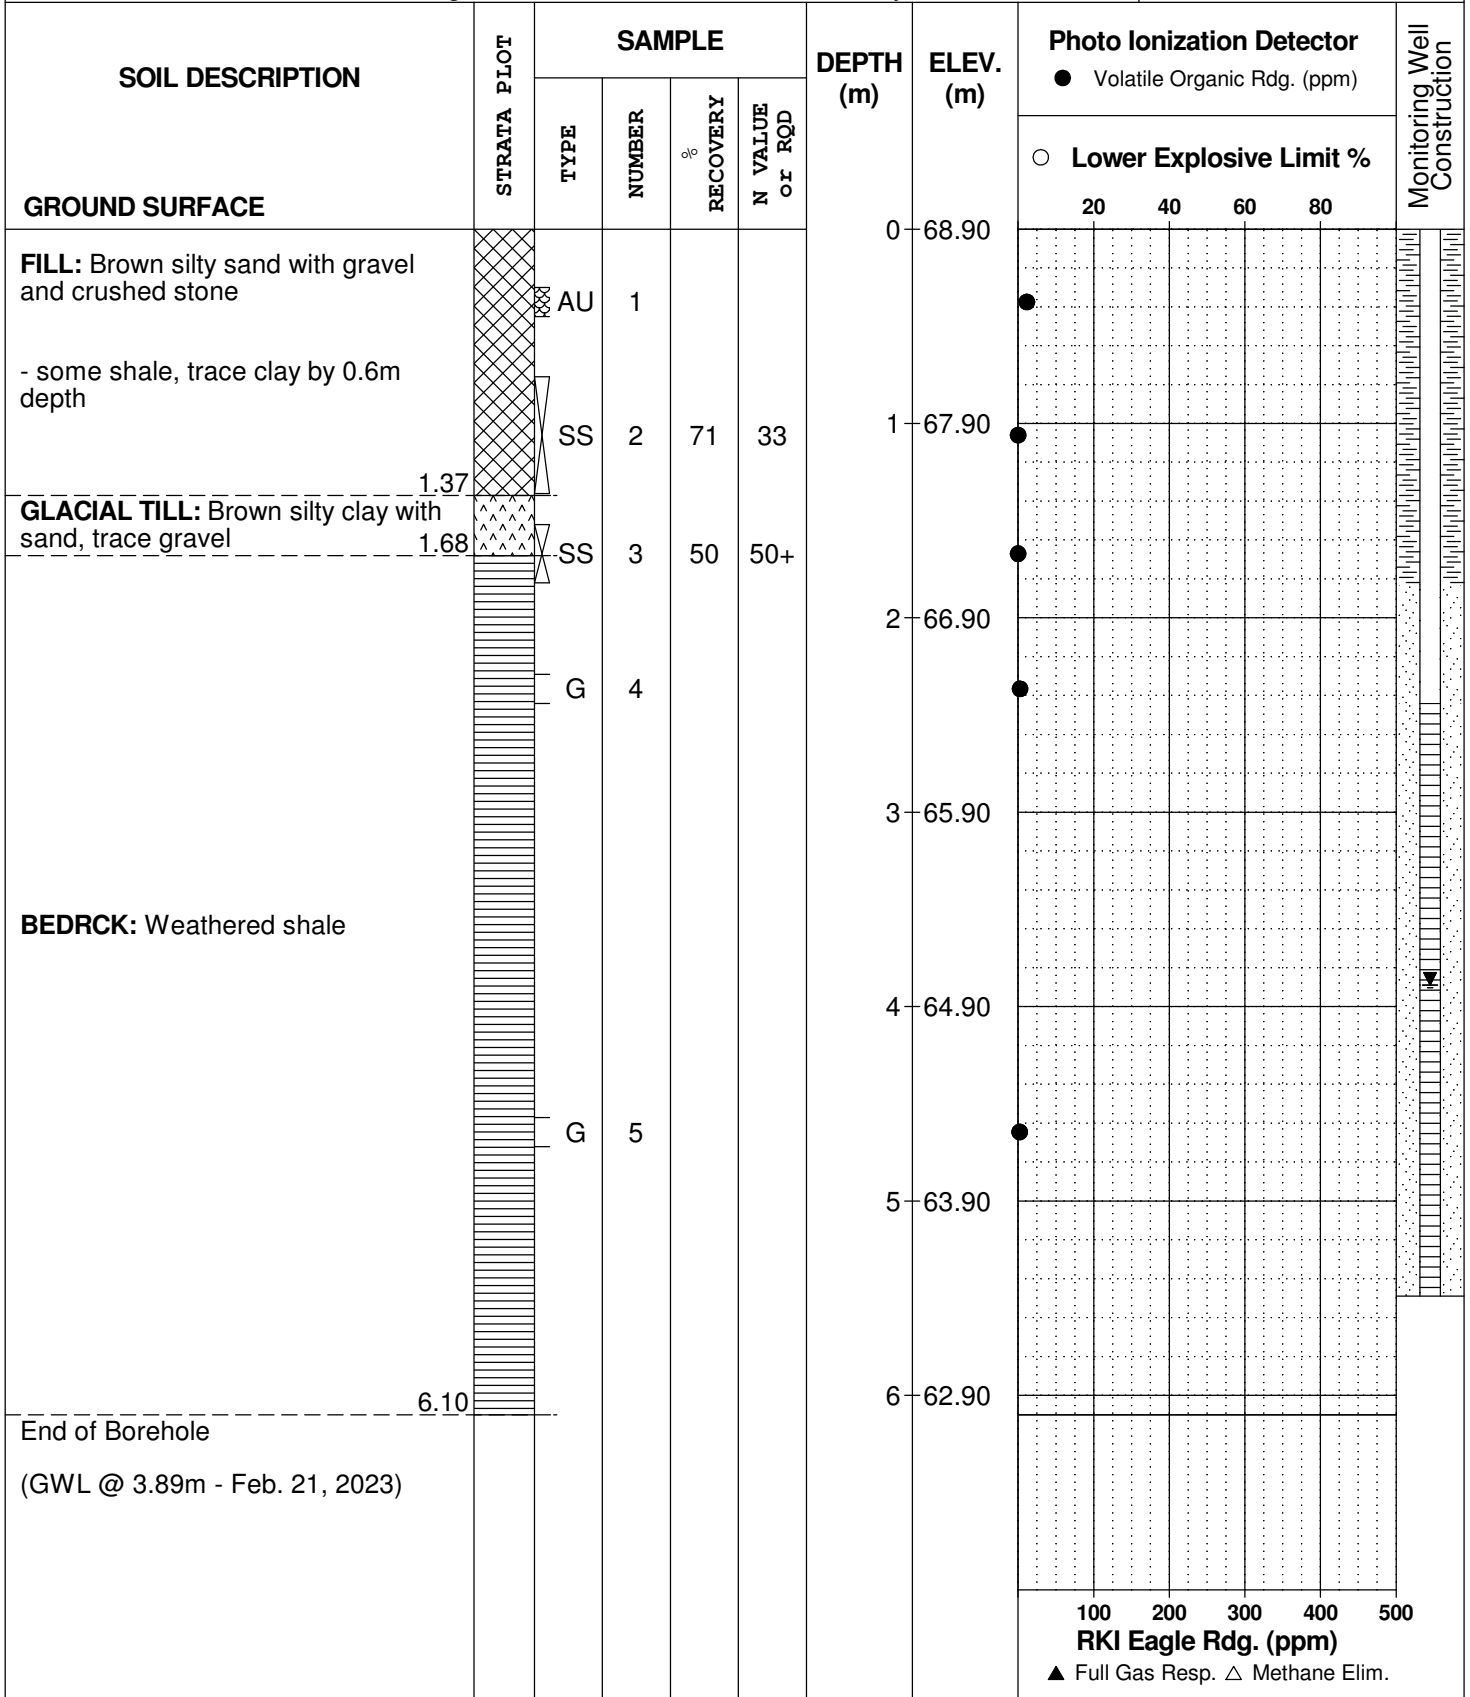 SOIL DESCRIPTION
GROUND SURFACE
STRATA PLOT
SAMPLE
TYPE
NUMBER
% RECOVERY
N VALUE
or RQD
DEPTH
(m)
ELEV.
(m)
Photo Ionization Detector
● Volatile Organic Rdg. (ppm)
○ Lower Explosive Limit %
20 40 60 80
Monitoring Well
Construction
0 68.90
FILL: Brown silty sand with gravel
and crushed stone
AU 1
- some shale, trace clay by 0.6m
depth
1 67.90
SS 2 71 33
1.37
GLACIAL TILL: Brown silty clay with
sand, trace gravel
1.68
SS 3 50 50+
2 66.90
G 4
3 65.90
BEDRCK: Weathered shale
4 64.90
G 5
5 63.90
6 62.90
6.10
End of Borehole
(GWL @ 3.89m - Feb. 21, 2023)
100 200 300 400 500
RKI Eagle Rdg. (ppm)
▲ Full Gas Resp. △ Methane Elim.